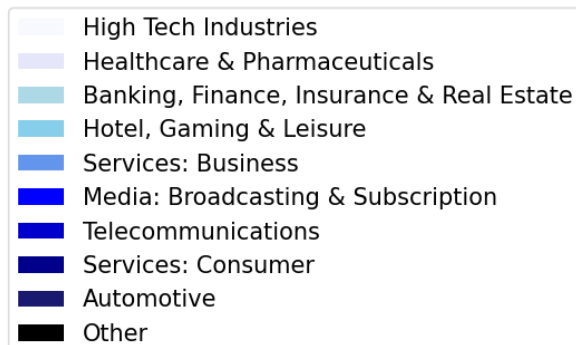 High Tech Industries
Healthcare & Pharmaceuticals
Banking, Finance, Insurance & Real Estate
Hotel, Gaming & Leisure
Services: Business
Media: Broadcasting & Subscription
Telecommunications
Services: Consumer
Automotive
Other